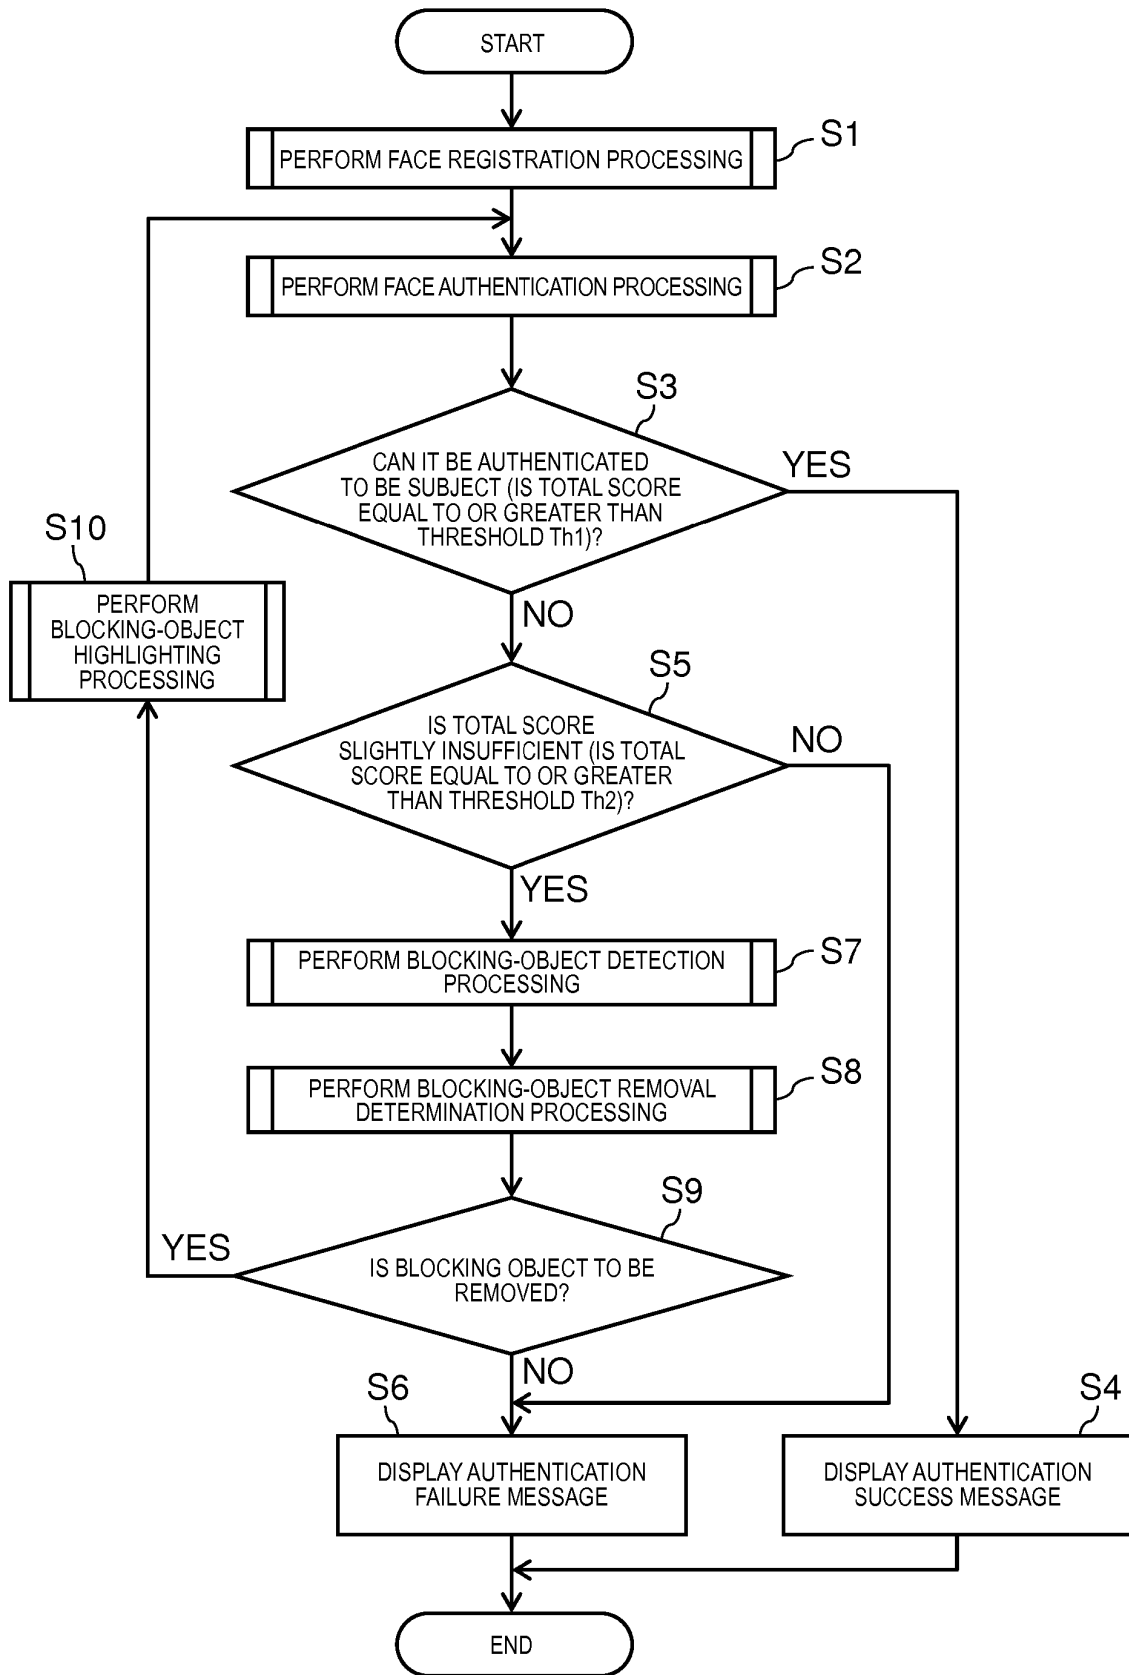 START
PERFORM FACE REGISTRATION PROCESSING
S1
PERFORM FACE AUTHENTICATION PROCESSING
S2
S3
CAN IT BE AUTHENTICATED
TO BE SUBJECT (IS TOTAL SCORE
EQUAL TO OR GREATER THAN
THRESHOLD Th1)?
YES
NO
S10
PERFORM
BLOCKING-OBJECT
HIGHLIGHTING
PROCESSING
S5
IS TOTAL SCORE
SLIGHTLY INSUFFICIENT (IS TOTAL
SCORE EQUAL TO OR GREATER
THAN THRESHOLD Th2)?
NO
YES
PERFORM BLOCKING-OBJECT DETECTION
PROCESSING
S7
PERFORM BLOCKING-OBJECT REMOVAL
DETERMINATION PROCESSING
S8
S9
IS BLOCKING OBJECT TO BE
REMOVED?
YES
NO
S6
DISPLAY AUTHENTICATION
FAILURE MESSAGE
S4
DISPLAY AUTHENTICATION
SUCCESS MESSAGE
END